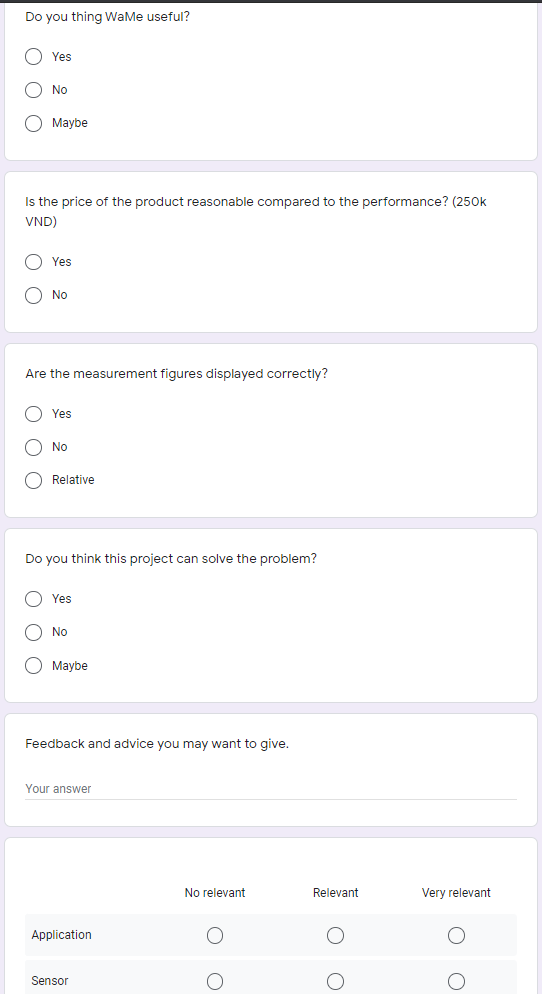 Do you thing WaMe useful?
Yes
No
Maybe
Is the price of the product reasonable compared to the performance? (250k
VND)
Yes
No
Are the measurement figures displayed correctly?
Yes
No
Relative
Do you think this project can solve the problem?
Yes
No
Maybe
Feedback and advice you may want to give.
Your answer
No relevant Relevant Very relevant
Application
Sensor